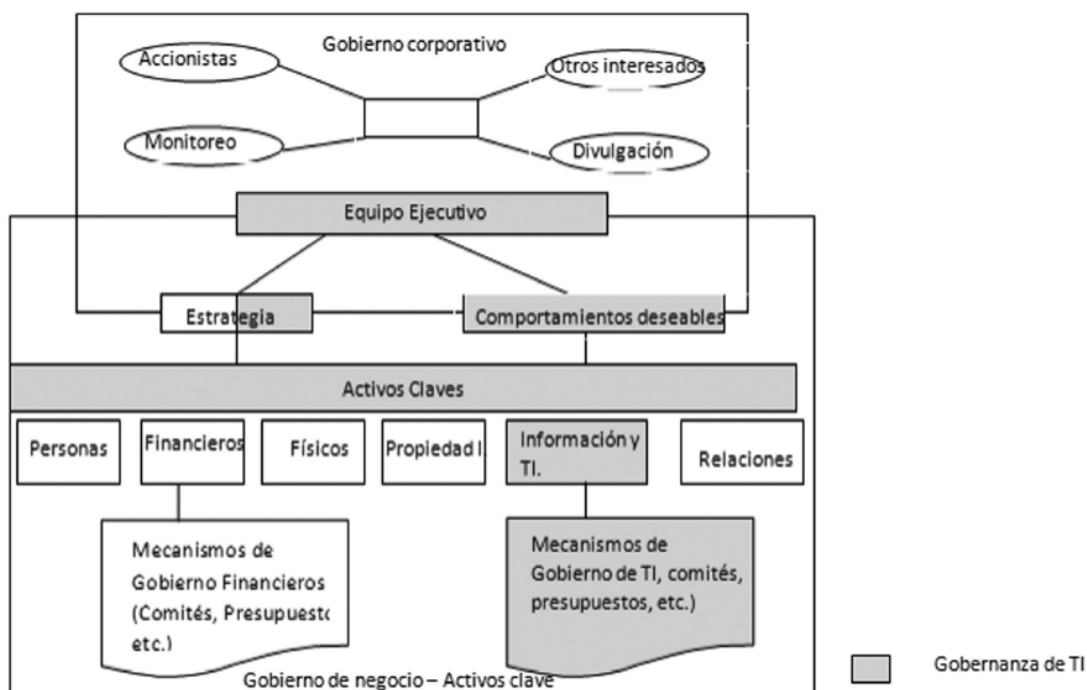 Gobierno corporativo
Accionistas
Otros interesados
Monitoreo
Divulgación
Equipo Ejecutivo
Estrategia
Comportamientos deseables
Activos Claves
Personas
Financieros
Físicos
Propiedad I.
Información y
TI.
Relaciones
Mecanismos de
Gobierno Financieros
(Comités, Presupuesto
etc.)
Mecanismos de
Gobierno de TI, comités,
presupuestos, etc.)
Gobierno de negocio – Activos clave
Gobernanza de TI